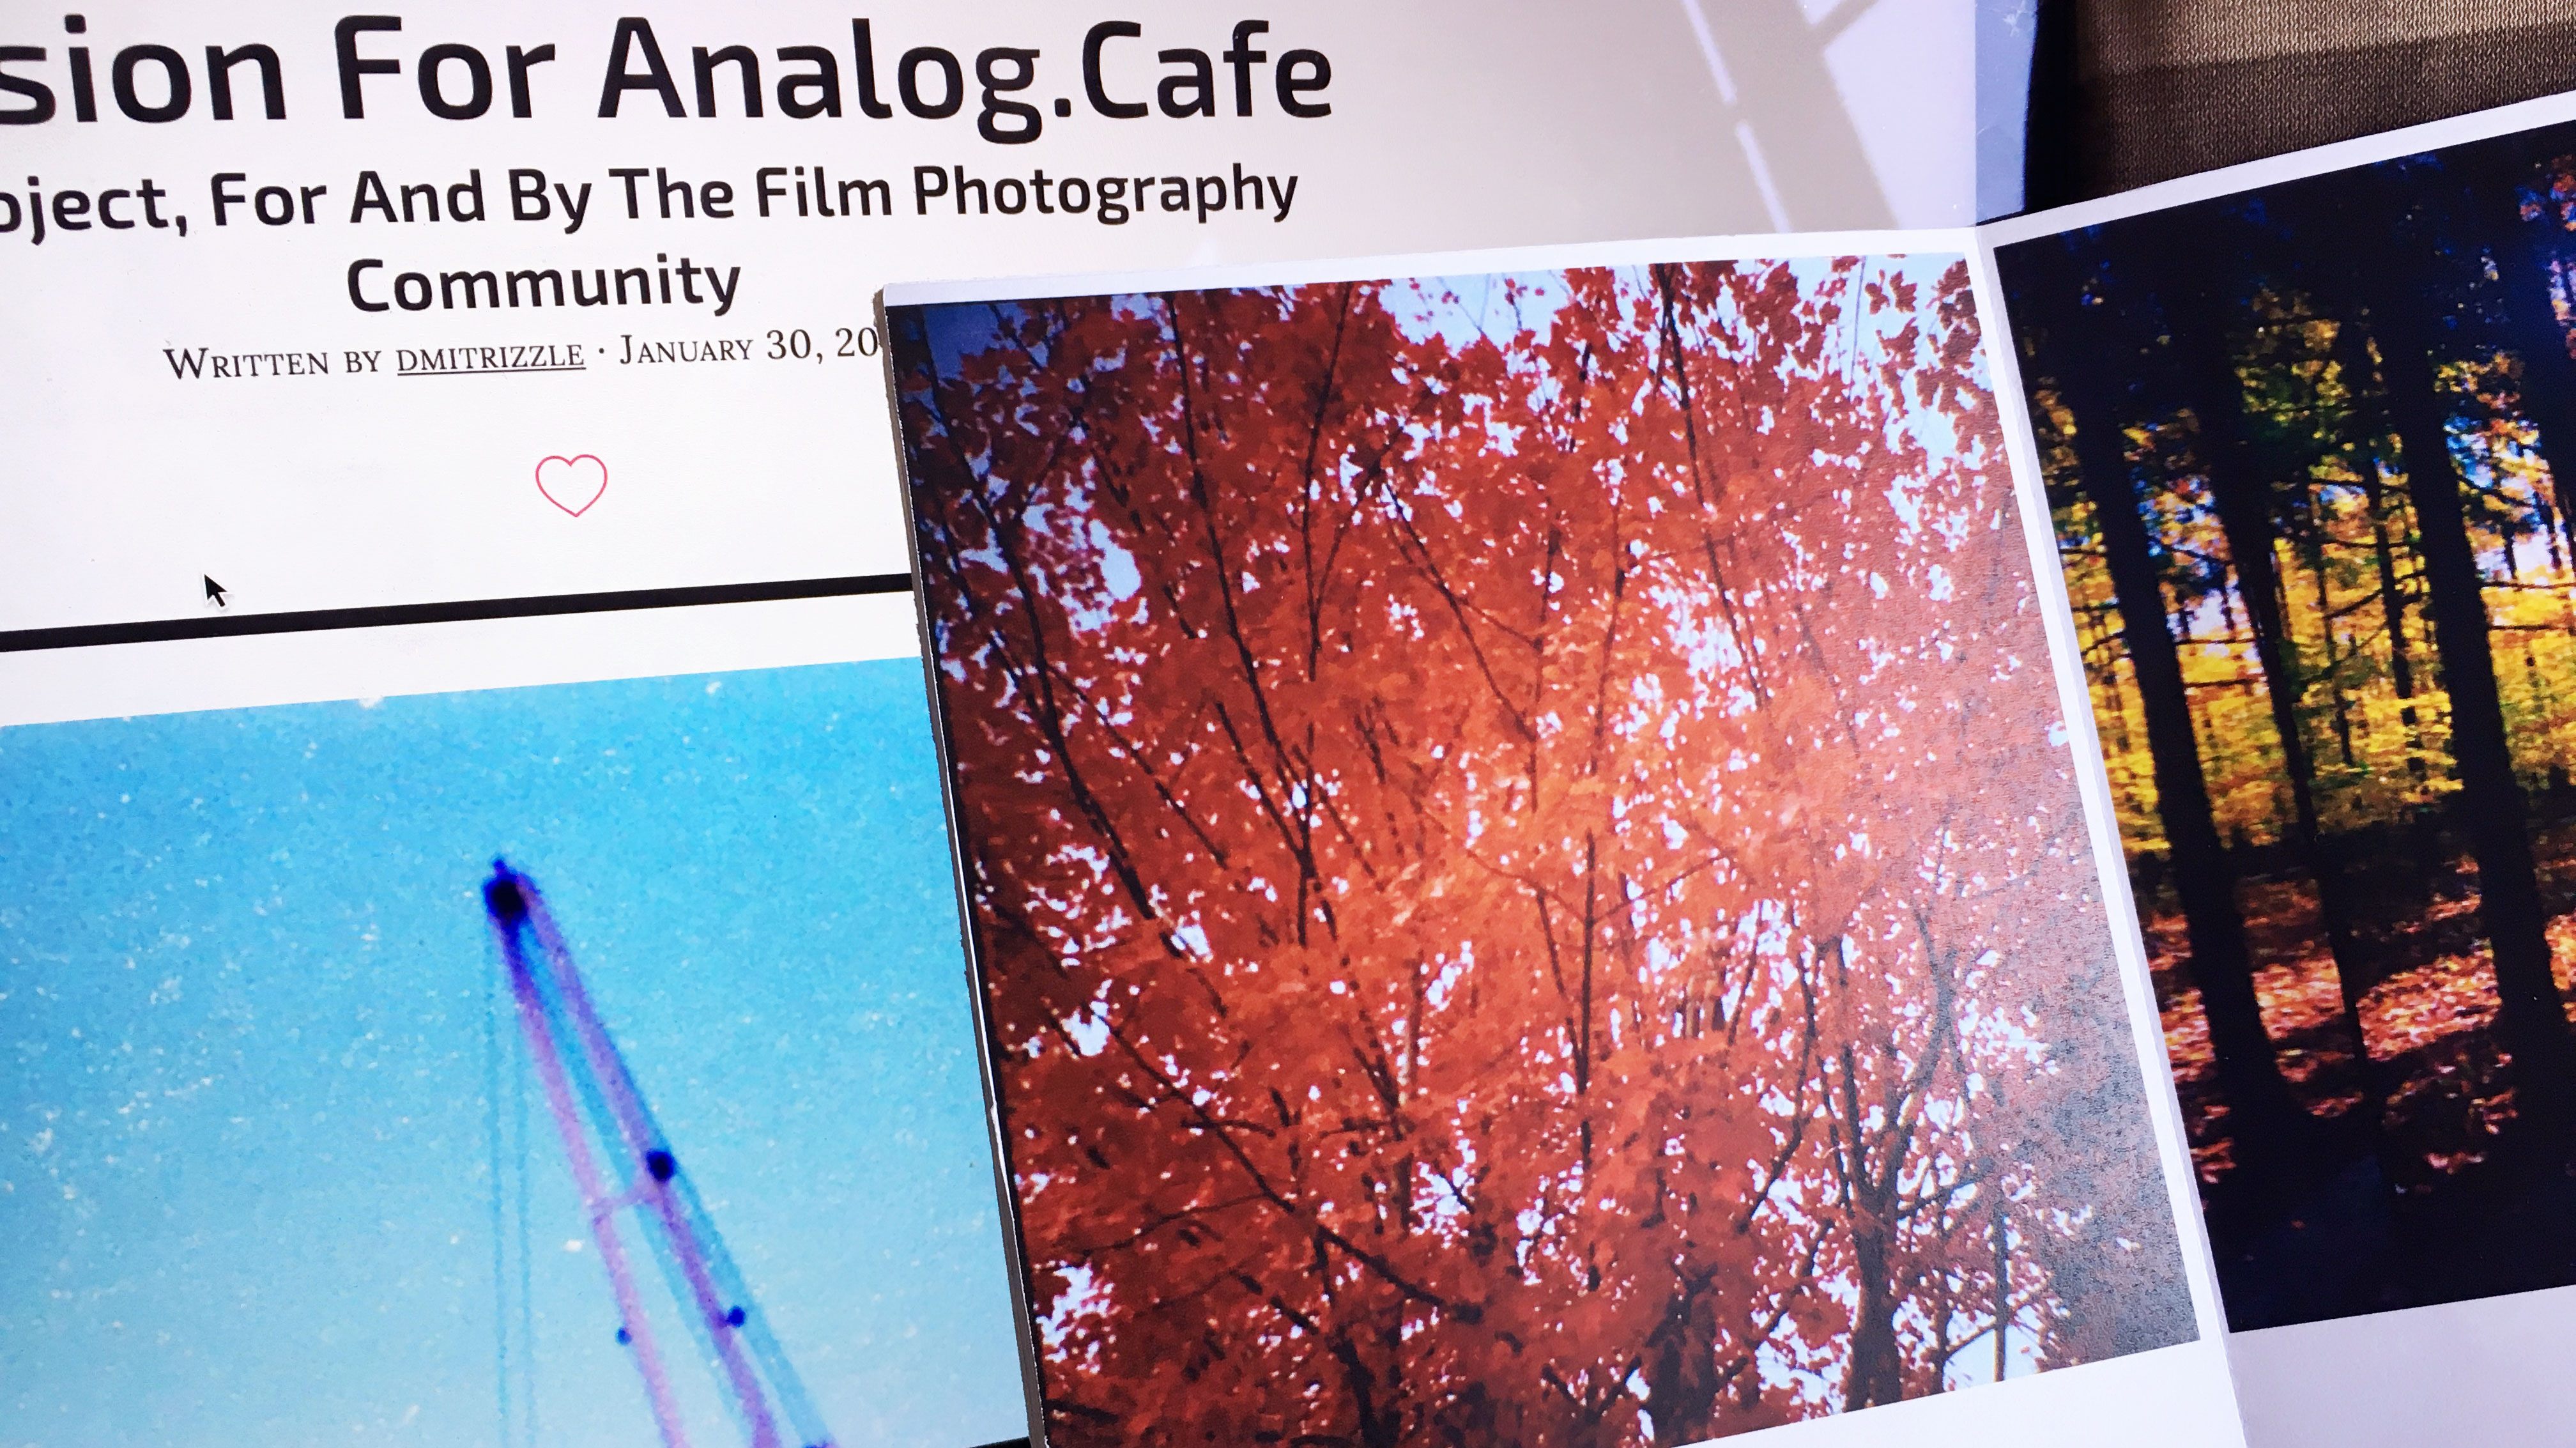 sion For Analog.Cafe
oject, For And By The Film Photography
Community
Written by dmitrizzle · January 30, 20